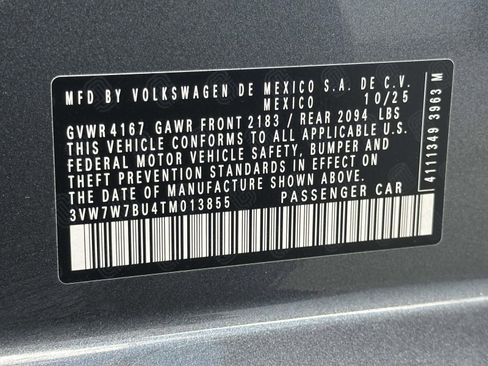 MFD BY VOLKSWAGEN DE MEXICO S.A. DE C.V.
MEXICO 10/25
GVWR 4167 GAWR FRONT 2183 / REAR 2094 LBS
THIS VEHICLE CONFORMS TO ALL APPLICABLE U.S.
FEDERAL MOTOR VEHICLE SAFETY, BUMPER AND
THEFT PREVENTION STANDARDS IN EFFECT ON
THE DATE OF MANUFACTURE SHOWN ABOVE.
3VW7W7BU4TM013855 PASSENGER CAR
4111349 3963 M